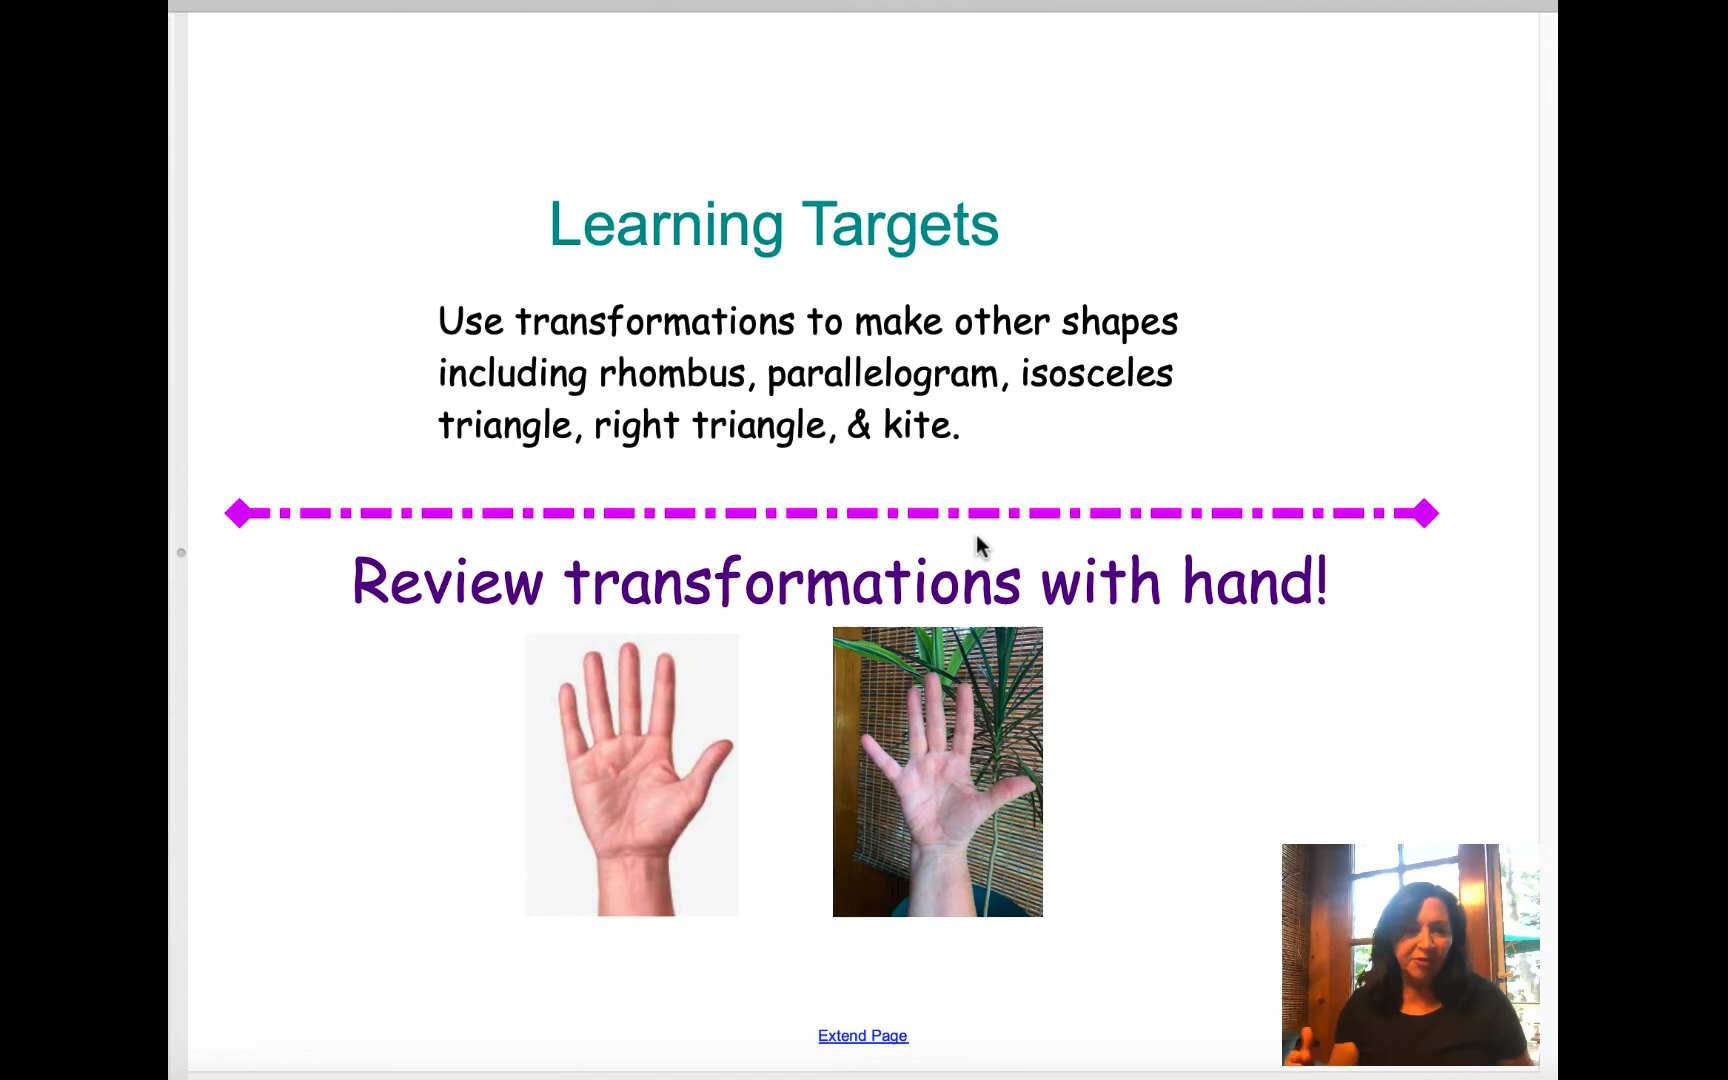 Learning Targets
Use transformations to make other shapes
including rhombus, parallelogram, isosceles
triangle, right triangle, & kite.
Review transformations with hand!
Extend Page